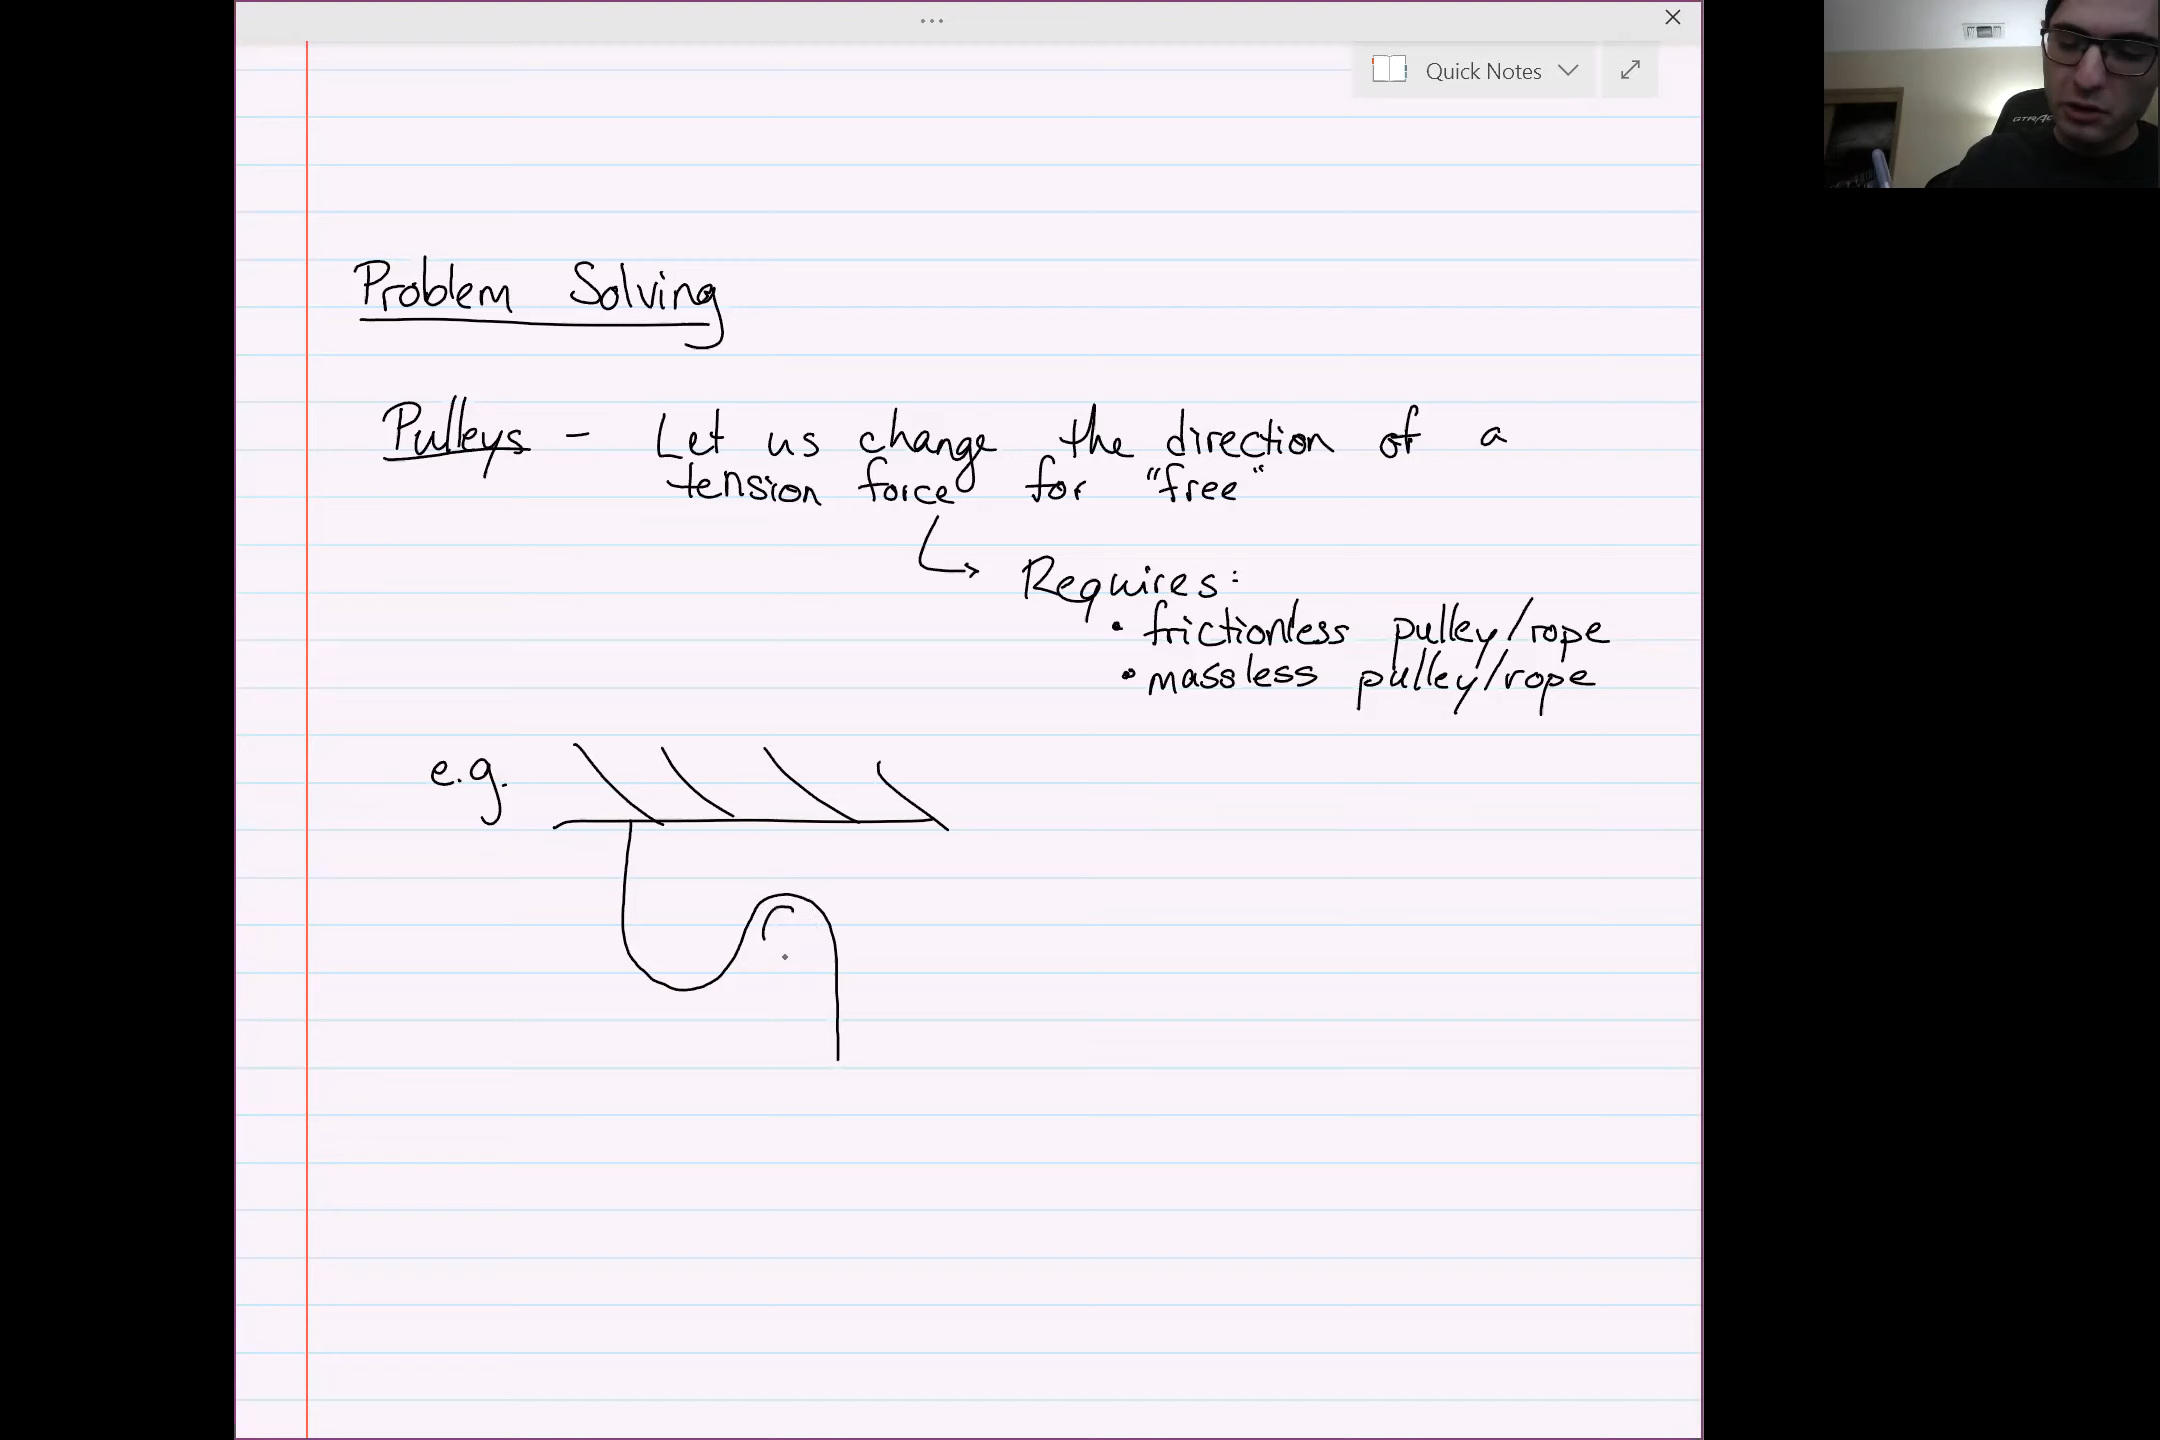 Quick Notes
Problem Solving
Pulleys - Let us change the direction of a
tension force for "free"
Requires:
• frictionless pulley/rope
• massless pulley/rope
e.g.